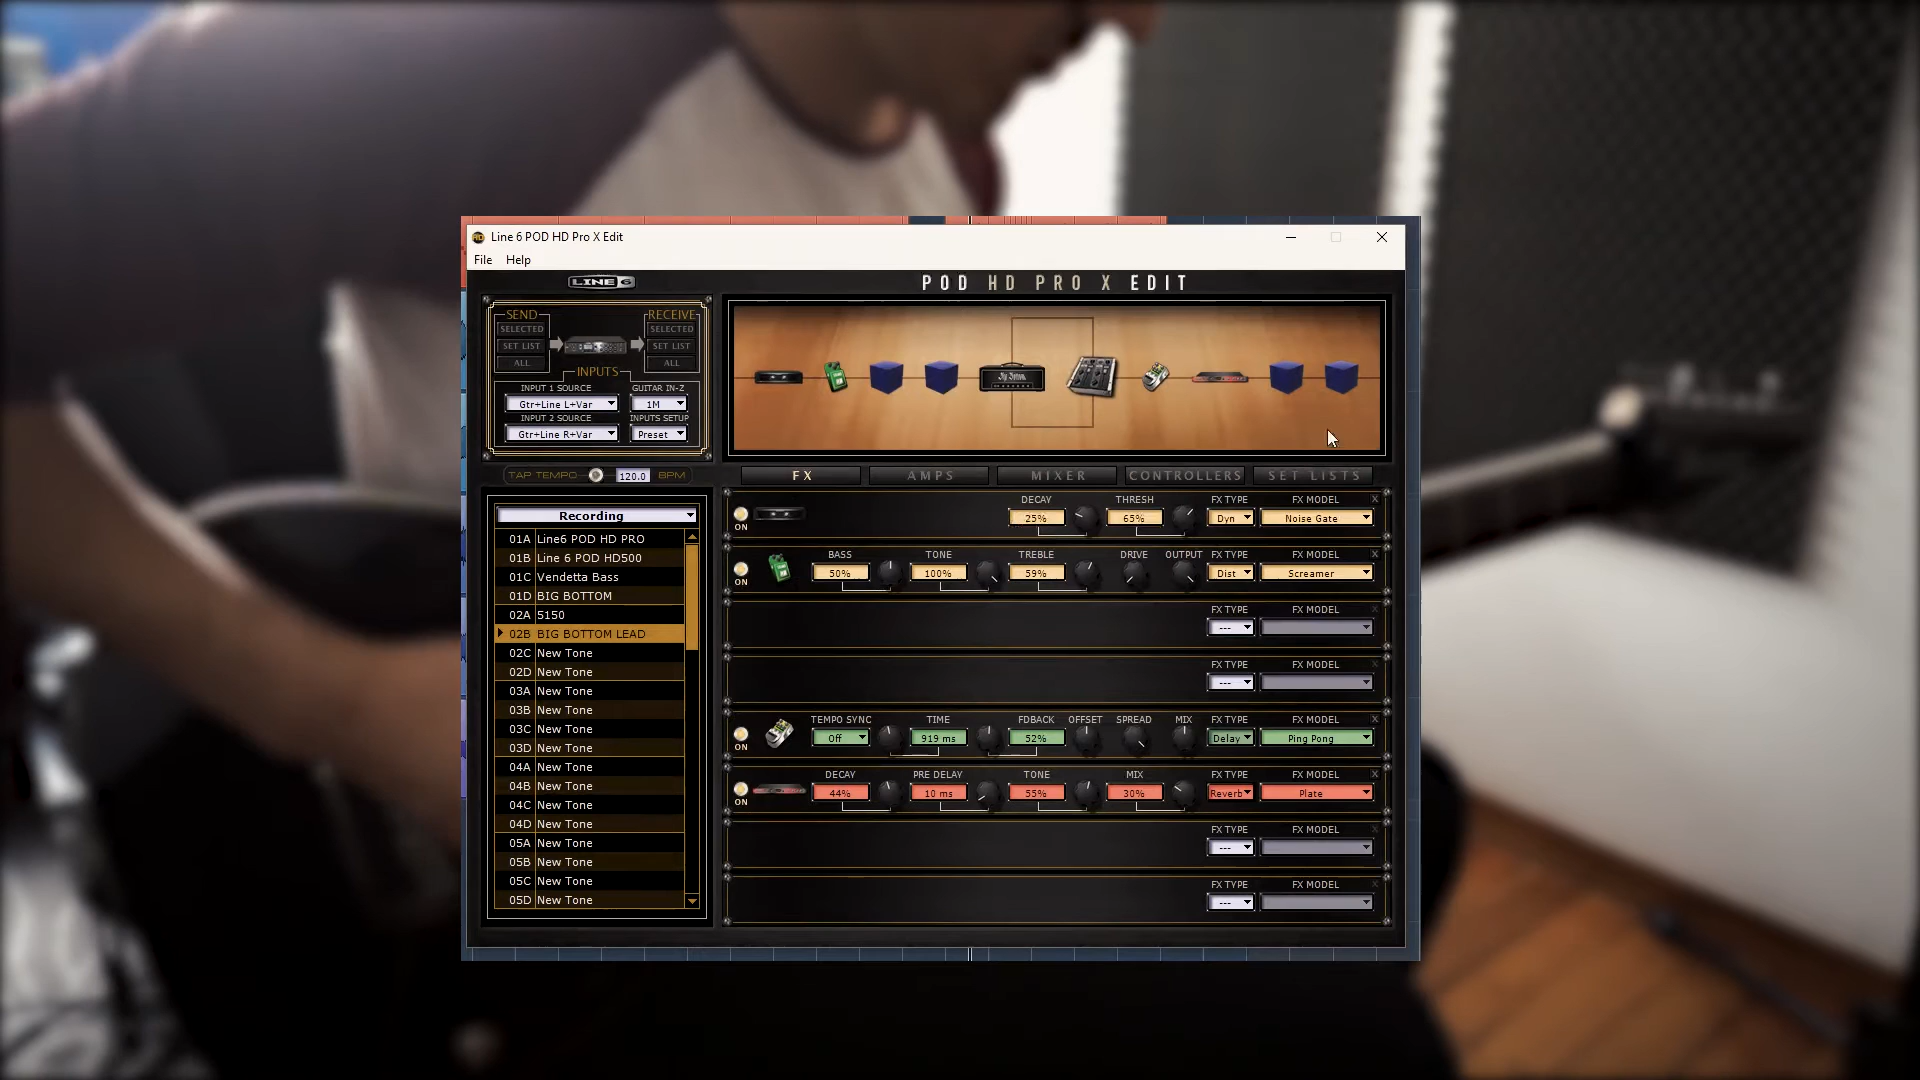 Line 6 POD HD Pro X Edit
File Help
LINE 6
POD HD PRO X EDIT
SEND RECEIVE
SELECTED SELECTED
SET LIST SET LIST
ALL ALL
INPUTS
INPUT 1 SOURCE GUITAR IN-Z
Gtr+Line L+Var 1M
INPUT 2 SOURCE INPUTS SETUP
Gtr+Line R+Var Preset
TAP TEMPO 120.0 BPM
FX AMPS MIXER CONTROLLERS SET LISTS
Recording
01A Line6 POD HD PRO
01B Line 6 POD HD500
01C Vendetta Bass
01D BIG BOTTOM
02A 5150
02B BIG BOTTOM LEAD
02C New Tone
02D New Tone
03A New Tone
03B New Tone
03C New Tone
03D New Tone
04A New Tone
04B New Tone
04C New Tone
04D New Tone
05A New Tone
05B New Tone
05C New Tone
05D New Tone
DECAY THRESH FX TYPE FX MODEL X
ON 25% 65% Dyn Noise Gate
BASS TONE TREBLE DRIVE OUTPUT FX TYPE FX MODEL X
ON 50% 100% 59% Dist Screamer
FX TYPE FX MODEL X
---
FX TYPE FX MODEL X
---
TEMPO SYNC TIME FDBACK OFFSET SPREAD MIX FX TYPE FX MODEL X
ON Off 919 ms 52% Delay Ping Pong
DECAY PRE DELAY TONE MIX FX TYPE FX MODEL X
ON 44% 10 ms 55% 30% Reverb Plate
FX TYPE FX MODEL X
---
FX TYPE FX MODEL X
---